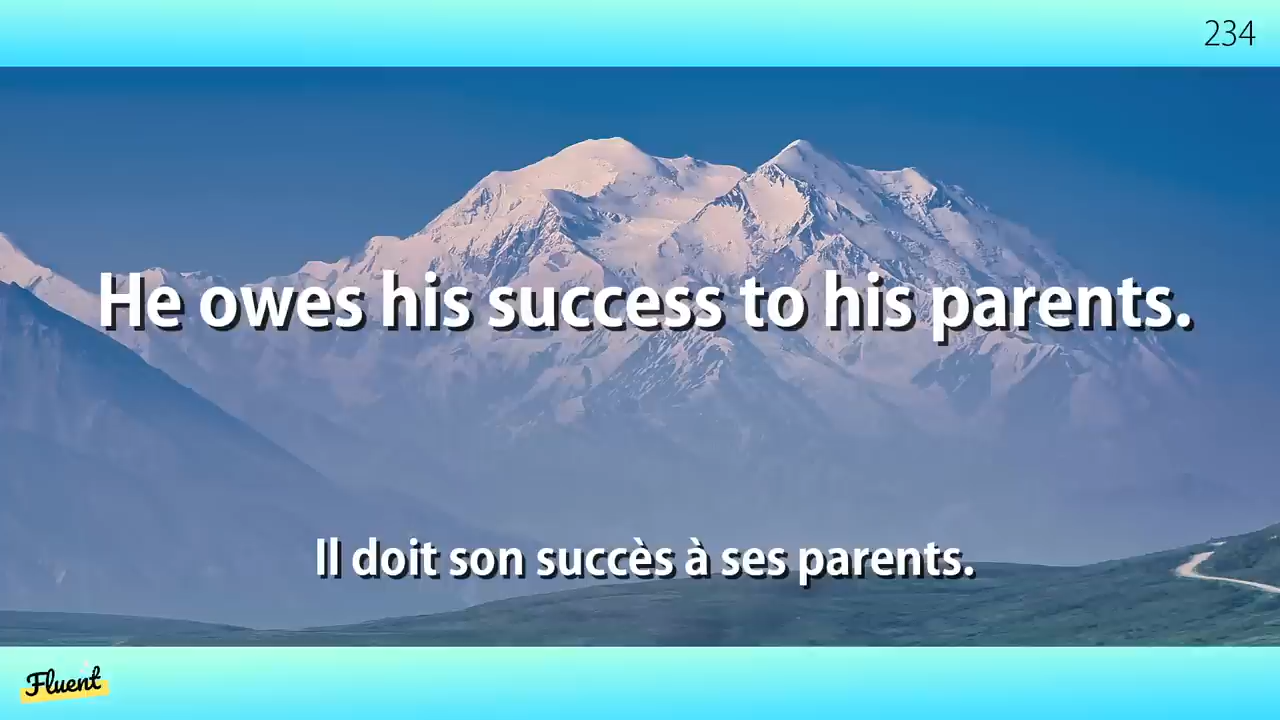 234
He owes his success to his parents.
Il doit son succès à ses parents.
Fluent